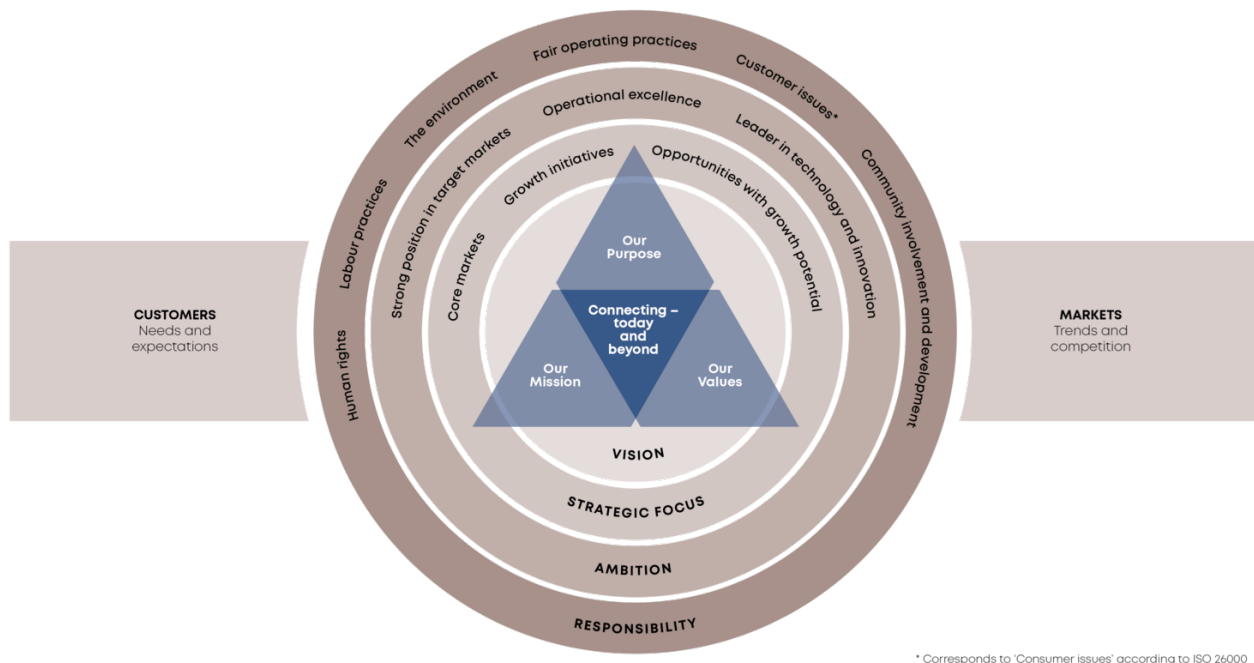 Fair operating practices
Customer issues*
The environment
Operational excellence
Leader in technology and innovation
Community involvement and development
Growth initiatives
Opportunities with growth potential
Strong position in target markets
Labour practices
Core markets
Human rights
Our
Purpose
CUSTOMERS
Needs and
expectations
Connecting –
today
and
beyond
MARKETS
Trends and
competition
Our
Mission
Our
Values
VISION
STRATEGIC FOCUS
AMBITION
RESPONSIBILITY
* Corresponds to 'Consumer issues' according to ISO 26000